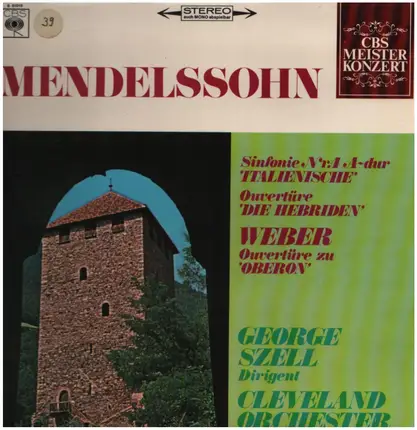 CBS
39
STEREO
auch MONO abspielbar
CBS
MEISTER
KONZERT
MENDELSSOHN
Sinfonie Nr.4 A-dur
'ITALIENISCHE'
Ouvertüre
'DIE HEBRIDEN'
WEBER
Ouvertüre zu
'OBERON'
GEORGE
SZELL
Dirigent
CLEVELAND
ORCHESTER